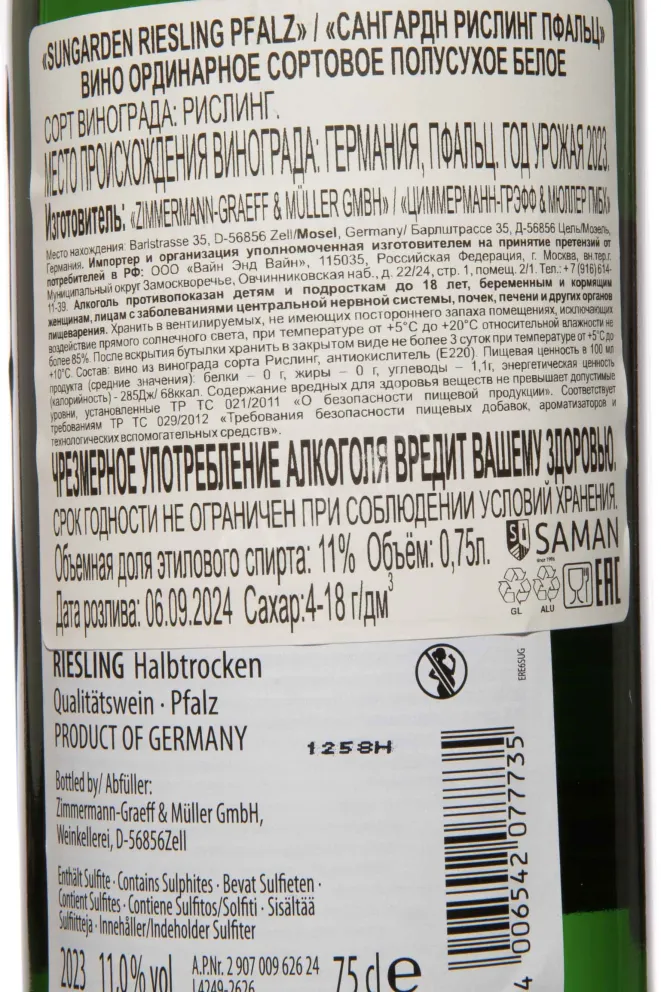 «SUNGARDEN RIESLING PFALZ» / «САНГАРДН РИСЛИНГ ПФАЛЬЦ»
ВИНО ОРДИНАРНОЕ СОРТОВОЕ ПОЛУСУХОЕ БЕЛОЕ
СОРТ ВИНОГРАДА: РИСЛИНГ.
МЕСТО ПРОИСХОЖДЕНИЯ ВИНОГРАДА: ГЕРМАНИЯ, ПФАЛЬЦ. ГОД УРОЖАЯ 2023.
Изготовитель: «ZIMMERMANN-GRAEFF & MÜLLER GMBH» / «ЦИММЕРМАНН-ГРЭФФ & МЮЛЛЕР ГМБХ»
Место нахождения: Barlstrasse 35, D-56856 Zell/Mosel, Germany/ Барлштрассе 35, Д-56856 Цель/Мозель,
Германия. Импортер и организация уполномоченная изготовителем на принятие претензий от
потребителей в РФ: ООО «Вайн Энд Вайн», 115035, Российская Федерация, г. Москва, вн.тер.г.
Муниципальный округ Замоскворечье, Овчинниковская наб., д. 22/24, стр. 1, помещ. 2/1. Тел.: +7 (916)-614-
11-39. Алкоголь противопоказан детям и подросткам до 18 лет, беременным и кормящим
женщинам, лицам с заболеваниями центральной нервной системы, почек, печени и других органов
пищеварения. Хранить в вентилируемых, не имеющих постороннего запаха помещениях, исключающих
воздействие прямого солнечного света, при температуре от +5°С до +20°С относительной влажности не
более 85%. После вскрытия бутылки хранить в закрытом виде не более 3 суток при температуре от +5°С до
+10°С. Состав: вино из винограда сорта Рислинг, антиокислитель (Е220). Пищевая ценность в 100 мл
продукта (средние значения): белки – 0 г, жиры – 0 г, углеводы – 1,1г, энергетическая ценность
(калорийность) - 285Дж/ 68ккал. Содержание вредных для здоровья веществ не превышает допустимые
уровни, установленные ТР ТС 021/2011 «О безопасности пищевой продукции». Соответствует
требованиям ТР ТС 029/2012 «Требования безопасности пищевых добавок, ароматизаторов и
технологических вспомогательных средств».
ЧРЕЗМЕРНОЕ УПОТРЕБЛЕНИЕ АЛКОГОЛЯ ВРЕДИТ ВАШЕМУ ЗДОРОВЬЮ.
СРОК ГОДНОСТИ НЕ ОГРАНИЧЕН ПРИ СОБЛЮДЕНИИ УСЛОВИЙ ХРАНЕНИЯ.
Объемная доля этилового спирта: 11% Объём: 0,75л.
SAMAN
since 1996
Дата розлива: 06.09.2024 Сахар:4-18 г/дм³
GL ALU EAC
RIESLING Halbtrocken
Qualitätswein · Pfalz
PRODUCT OF GERMANY
1258H
ERE6SUG
Bottled by/ Abfüller:
Zimmermann-Graeff & Müller GmbH,
Weinkellerei, D-56856Zell
Enthält Sulfite · Contains Sulphites · Bevat Sulfieten ·
Contient Sulfites · Contiene Sulfitos/Solfiti · Sisältää
Sulfiitteja · Innehåller/Indeholder Sulfiter
2023 11,0%vol A.P.Nr. 2 907 009 626 24
L4249-2626
75 cl e
4 006542 077735